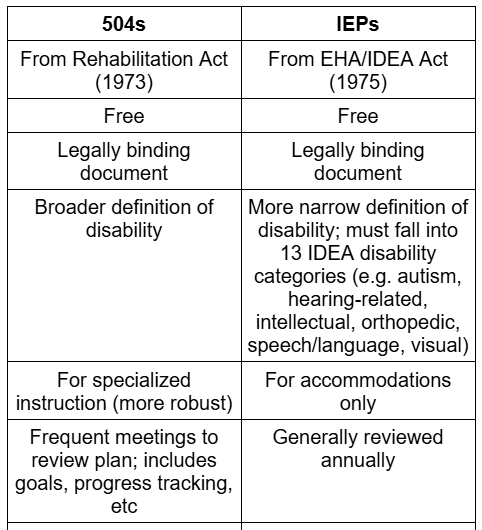 504s
IEPs
From Rehabilitation Act
(1973)
From EHA/IDEA Act
(1975)
Free
Free
Legally binding
document
Legally binding
document
Broader definition of
disability
More narrow definition of
disability; must fall into
13 IDEA disability
categories (e.g. autism,
hearing-related,
intellectual, orthopedic,
speech/language, visual)
For specialized
instruction (more robust)
For accommodations
only
Frequent meetings to
review plan; includes
goals, progress tracking,
etc
Generally reviewed
annually